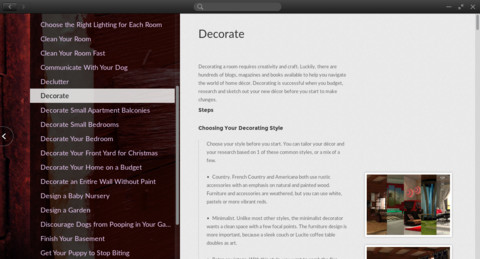 Choose the Right Lighting for Each Room
Clean Your Room
Clean Your Room Fast
Communicate With Your Dog
Declutter
Decorate
Decorate Small Apartment Balconies
Decorate Small Bedrooms
Decorate Your Bedroom
Decorate Your Front Yard for Christmas
Decorate Your Home on a Budget
Decorate an Entire Wall Without Paint
Design a Baby Nursery
Design a Garden
Discourage Dogs from Pooping in Your Ga...
Finish Your Basement
Get Your Puppy to Stop Biting
Decorate
Decorating a room requires creativity and craft. Luckily, there are
hundreds of blogs, magazines and books available to help you navigate
the world of home décor. Decorating is successful when you budget,
research and sketch out your new décor before you start to make
changes.
Steps
Choosing Your Decorating Style
Choose your style before you start. You can tailor your décor and
your research based on 1 of these common styles, or a mix of a
few.
• Country. French Country and Americana both use rustic
accessories with an emphasis on natural and painted wood.
Furniture and accessories are weathered, but you can use white,
pastels or more vibrant reds.
• Minimalist. Unlike most other styles, the minimalist decorator
wants a clean space with a few focal points. The furniture design is
more important, because a sleek couch or Lucite coffee table
doubles as art.